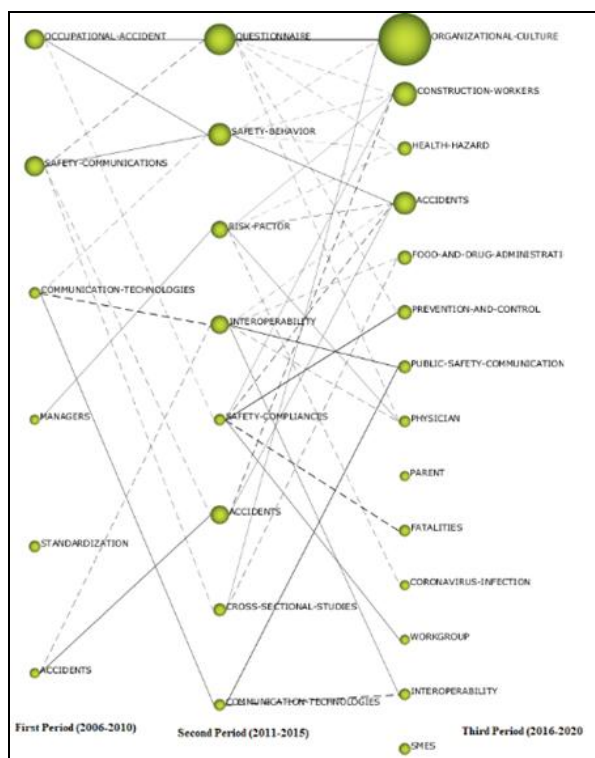 OCCUPATIONAL-ACCIDENT
SAFETY-COMMUNICATIONS
COMMUNICATION-TECHNOLOGIES
MANAGERS
STANDARDIZATION
ACCIDENTS
First Period (2006-2010)
QUESTIONNAIRE
SAFETY-BEHAVIOR
RISK-FACTOR
INTEROPERABILITY
SAFETY-COMPLIANCES
ACCIDENTS
CROSS-SECTIONAL-STUDIES
COMMUNICATION-TECHNOLOGIES
Second Period (2011-2015)
ORGANIZATIONAL-CULTURE
CONSTRUCTION-WORKERS
HEALTH-HAZARD
ACCIDENTS
FOOD-AND-DRUG-ADMINISTRATI
PREVENTION-AND-CONTROL
PUBLIC-SAFETY-COMMUNICATION
PHYSICIAN
PARENT
FATALITIES
CORONAVIRUS-INFECTION
WORKGROUP
INTEROPERABILITY
Third Period (2016-2020
SMES